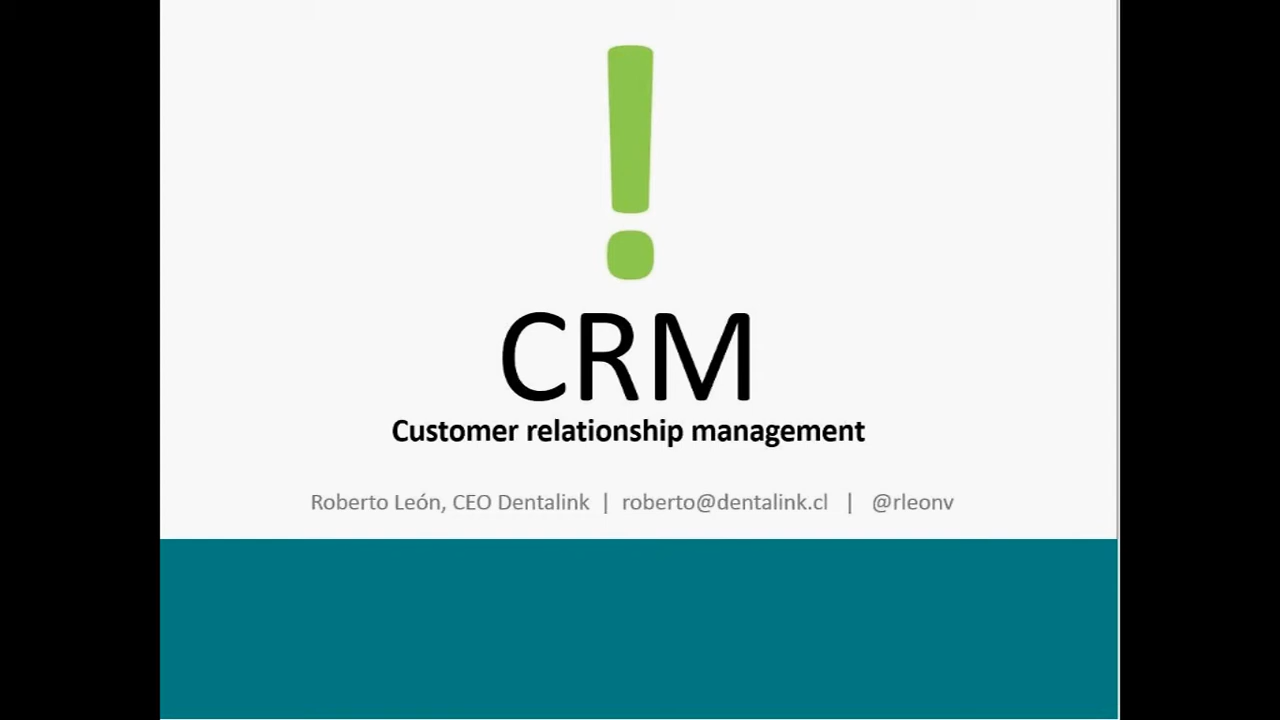 !
CRM
Customer relationship management
Roberto León, CEO Dentalink | roberto@dentalink.cl | @rleonv